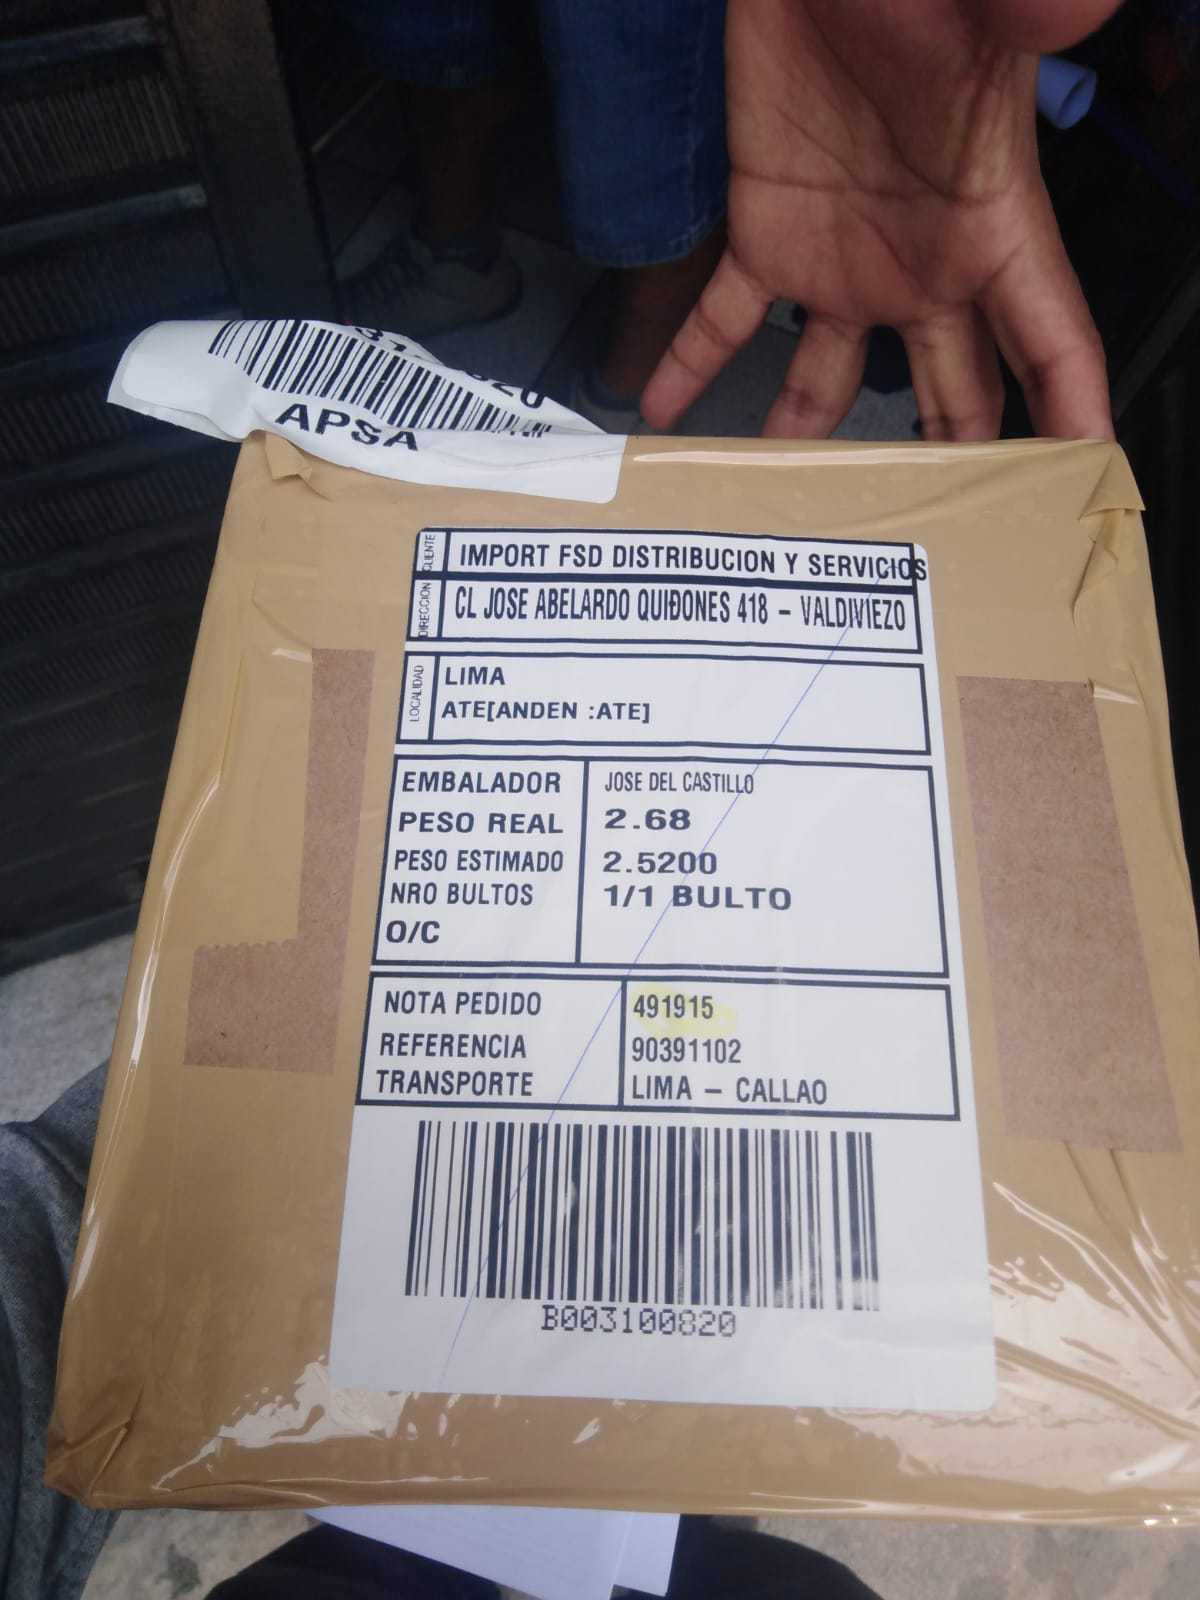 APSA
CLIENTE IMPORT FSD DISTRIBUCION Y SERVICIOS
DIRECCION CL JOSE ABELARDO QUIÐONES 418 - VALDIVIEZO
LOCALIDAD LIMA
ATE[ANDEN :ATE]
EMBALADOR JOSE DEL CASTILLO
PESO REAL 2.68
PESO ESTIMADO 2.5200
NRO BULTOS 1/1 BULTO
O/C
NOTA PEDIDO 491915
REFERENCIA 90391102
TRANSPORTE LIMA - CALLAO
B003100820